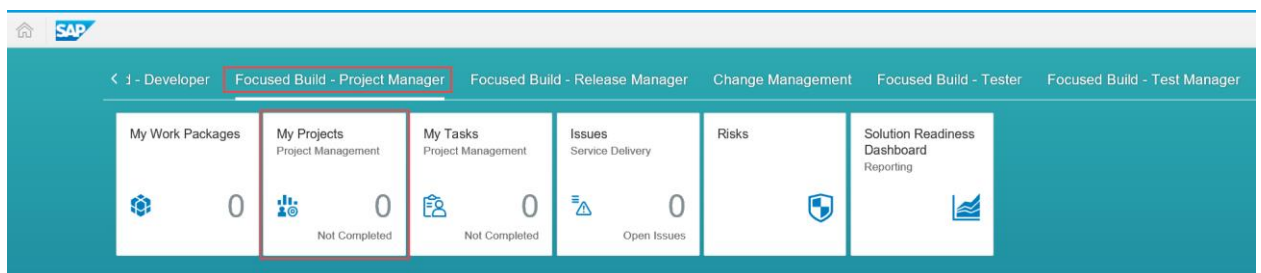 SAP
d - Developer Focused Build - Project Manager Focused Build - Release Manager Change Management Focused Build - Tester Focused Build - Test Manager
My Work Packages
0
My Projects
Project Management
0
Not Completed
My Tasks
Project Management
0
Not Completed
Issues
Service Delivery
0
Open Issues
Risks
Solution Readiness
Dashboard
Reporting